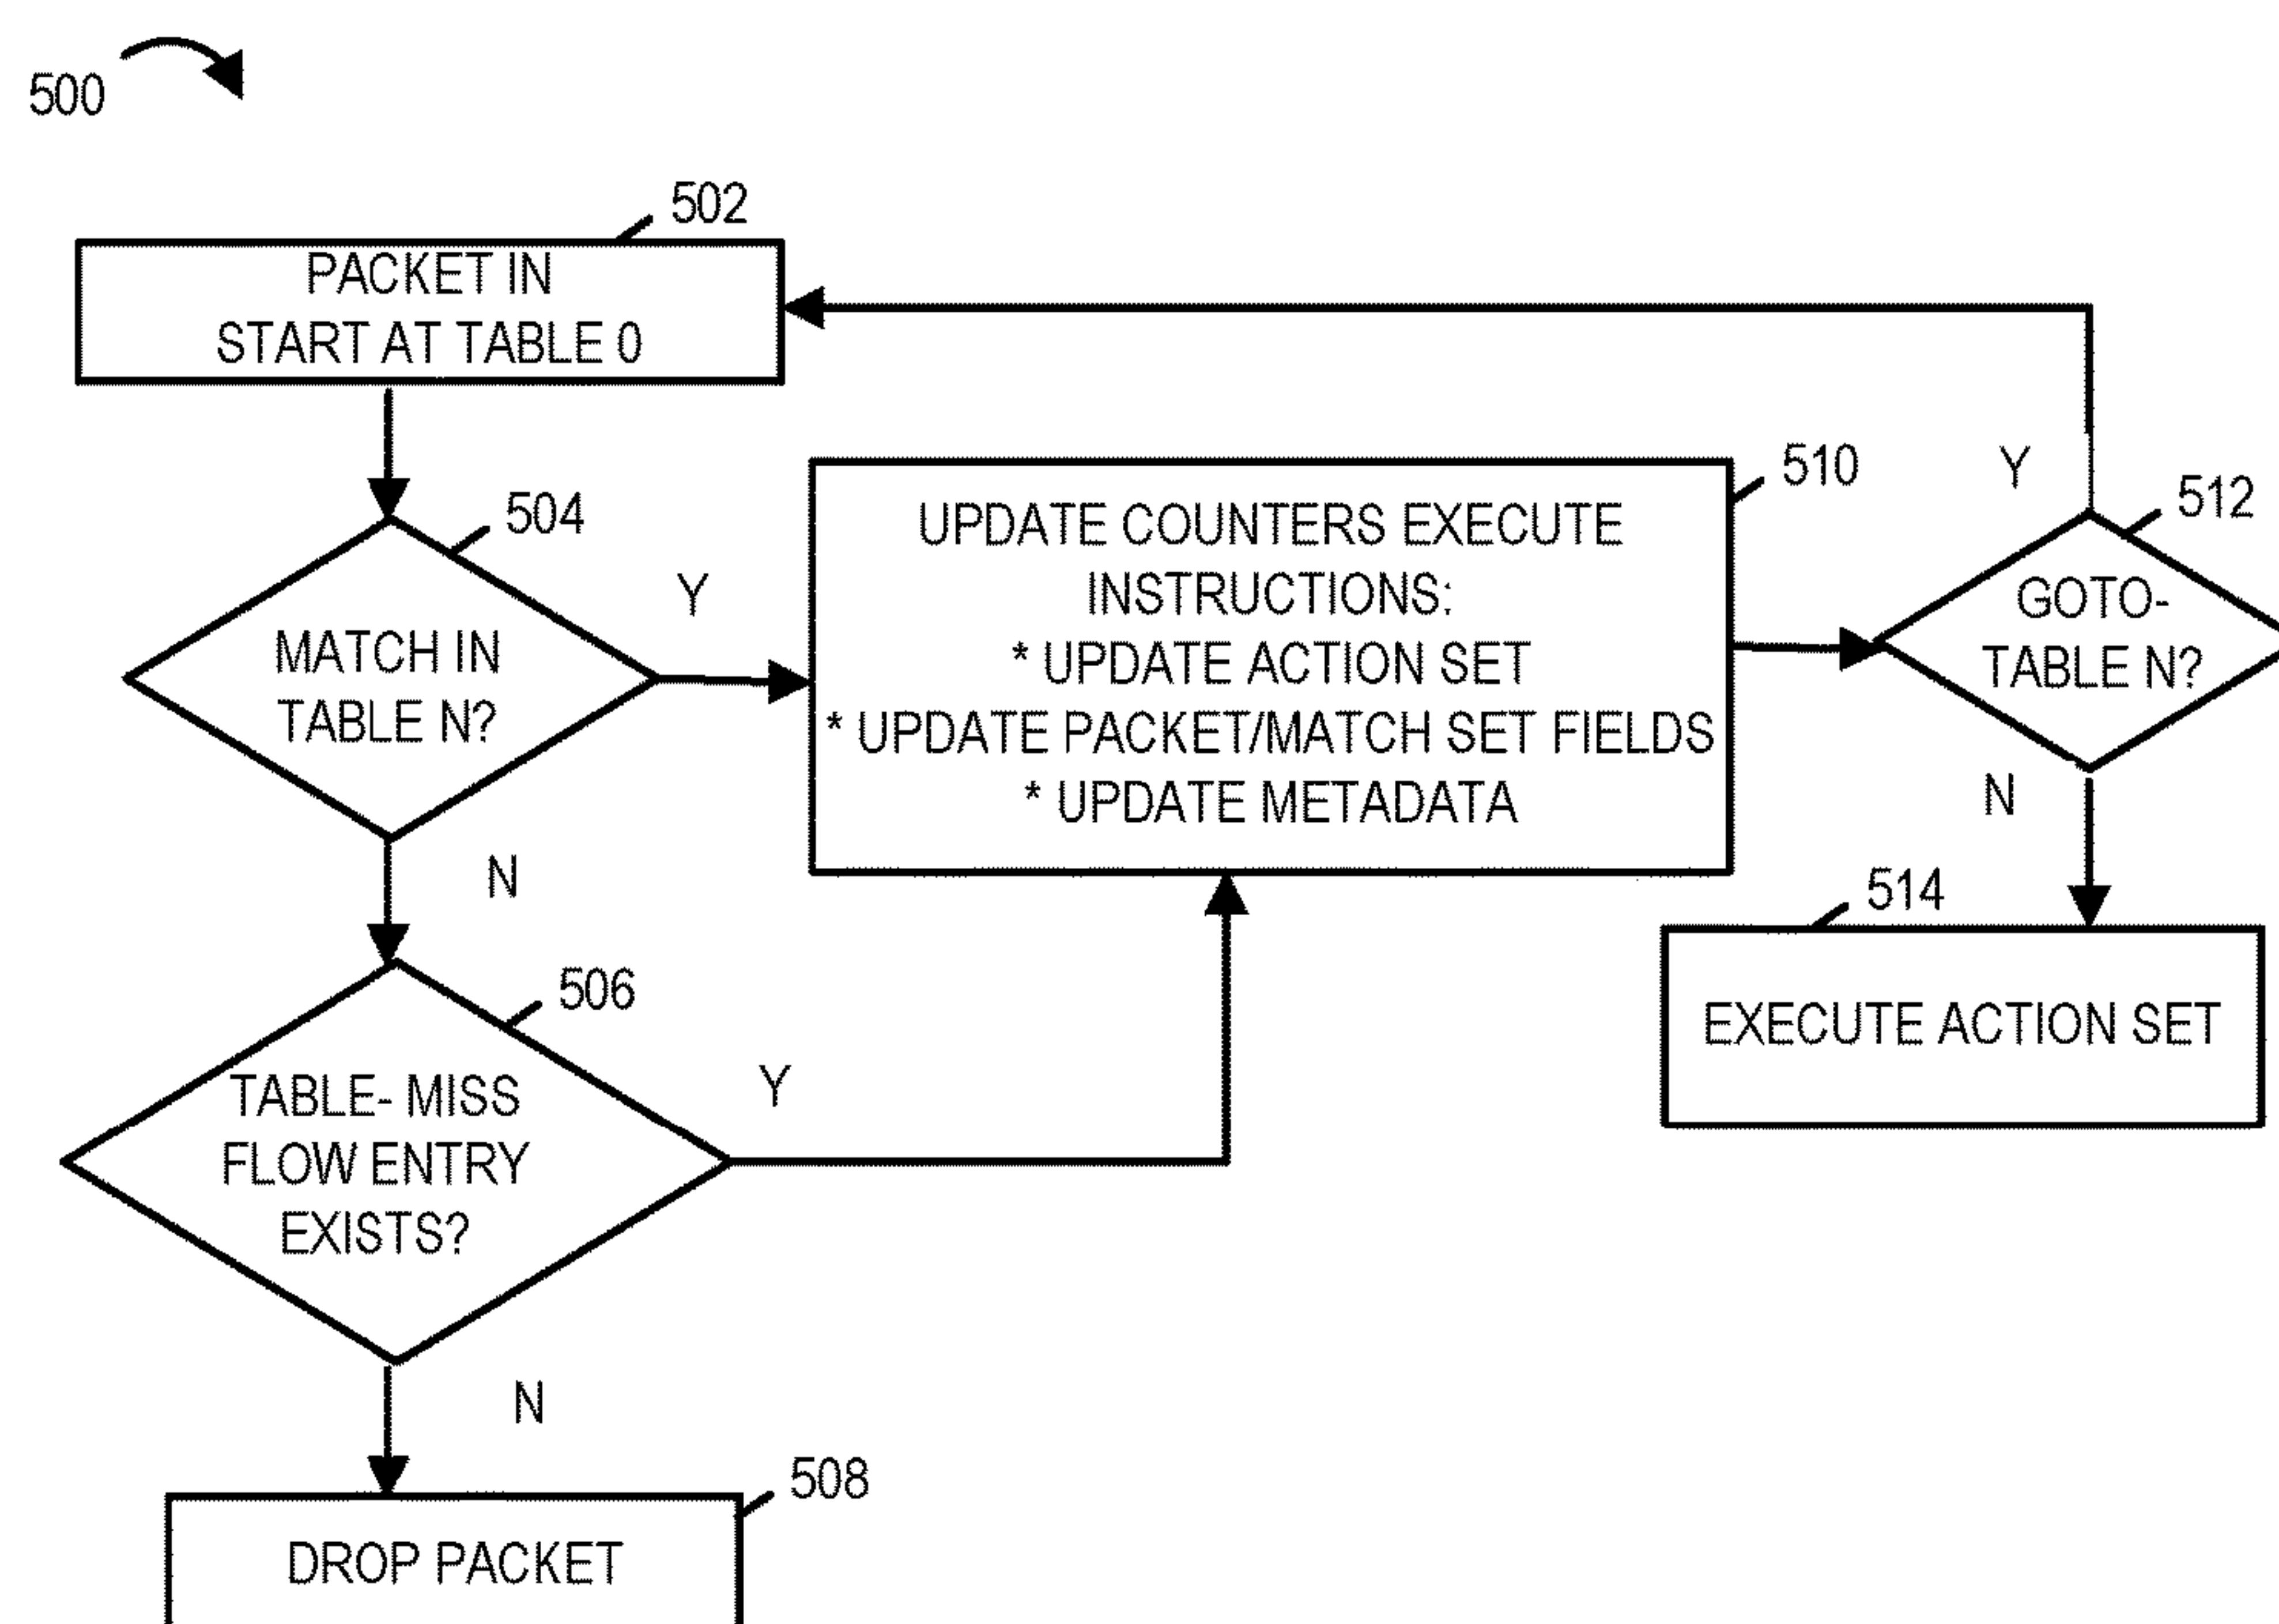 500
502
PACKET IN
START AT TABLE 0
504
MATCH IN
TABLE N?
Y
N
510
UPDATE COUNTERS EXECUTE
INSTRUCTIONS:
* UPDATE ACTION SET
* UPDATE PACKET/MATCH SET FIELDS
* UPDATE METADATA
512
Y
GOTO-
TABLE N?
N
514
EXECUTE ACTION SET
506
TABLE- MISS
FLOW ENTRY
EXISTS?
Y
N
508
DROP PACKET